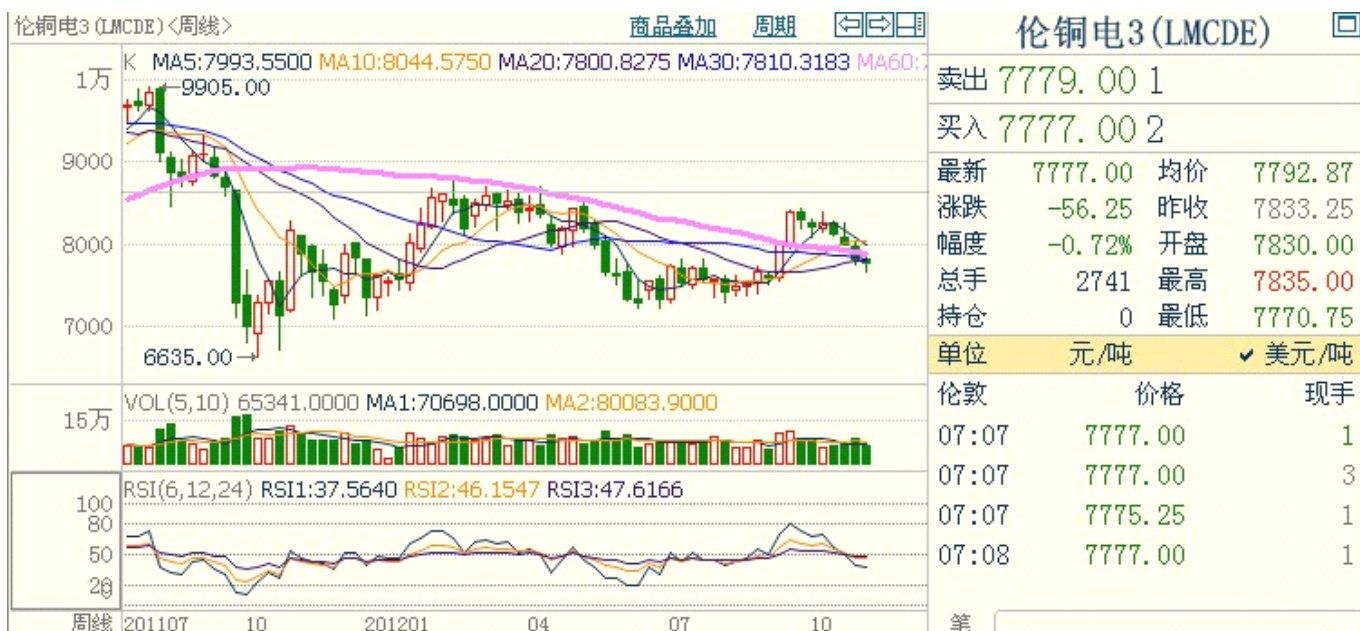 伦铜电3(LMCDE)<周线>
商品叠加 周期
K MA5:7993.5500 MA10:8044.5750 MA20:7800.8275 MA30:7810.3183 MA60:7
1万
9905.00
9000
8000
7000
6635.00
VOL(5,10) 65341.0000 MA1:70698.0000 MA2:80083.9000
15万
RSI(6,12,24) RSI1:37.5640 RSI2:46.1547 RSI3:47.6166
100
80
50
20
0
周线 201107 10 201201 04 07 10
伦铜电3(LMCDE)
卖出 7779.00 1
买入 7777.00 2
最新 7777.00 均价 7792.87
涨跌 -56.25 昨收 7833.25
幅度 -0.72% 开盘 7830.00
总手 2741 最高 7835.00
持仓 0 最低 7770.75
单位 元/吨 ✓ 美元/吨
伦敦 价格 现手
07:07 7777.00 1
07:07 7777.00 3
07:07 7775.25 1
07:08 7777.00 1
笔